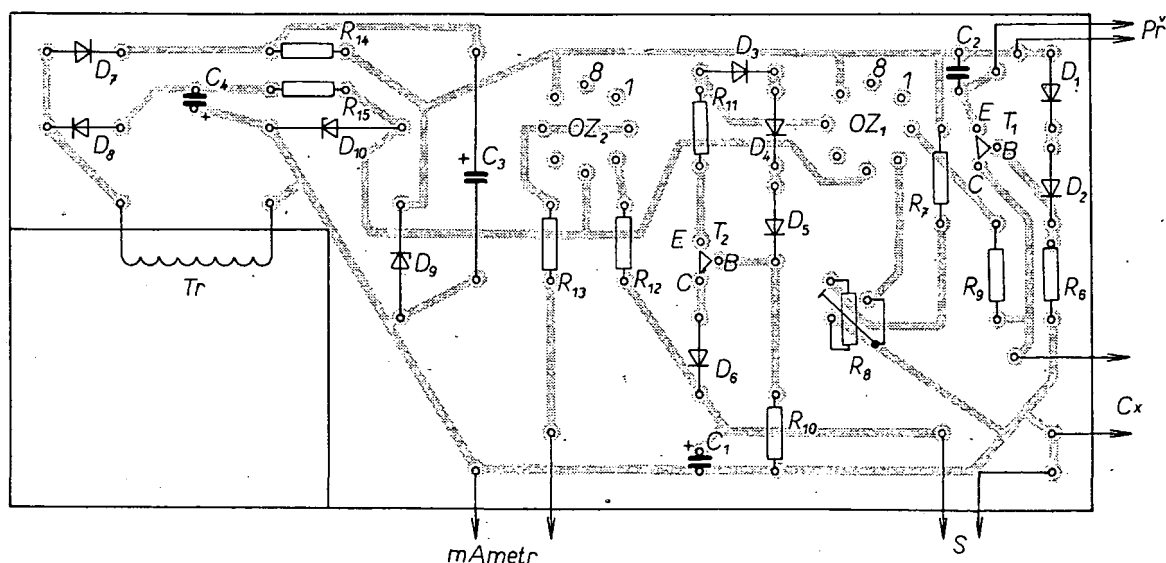 Př
D₇
R₁₄
C₄
D₈
R₁₅
D₁₀
C₃
+
+
8
1
OZ₂
D₃
R₁₁
D₄
8
1
OZ₁
C₂
E
T₁
B
C
D₁
D₂
R₇
Tr
D₉
R₁₃
R₁₂
E
T₂
B
C
D₅
R₉
R₆
D₆
R₈
R₁₀
+
C₁
Cx
mAmetr
S